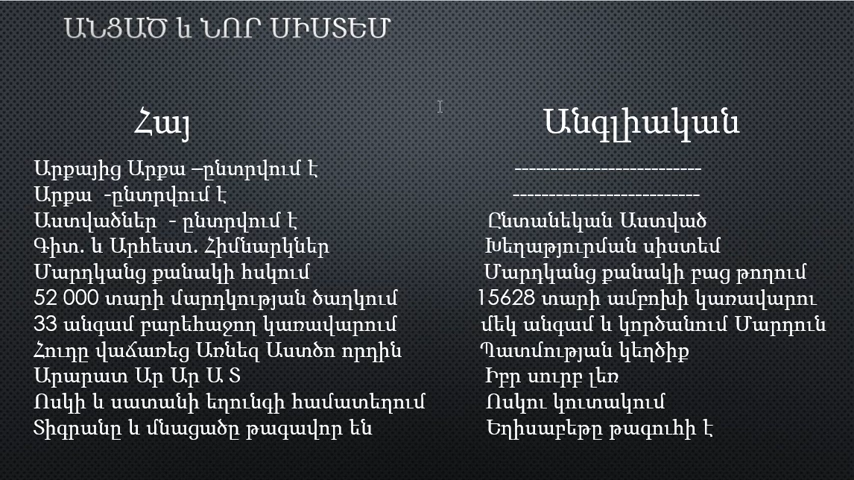 ԱՆՑԱԾ և ՆՈՐ ՍԻՍՏԵՄ
Հայ
Արքայից Արքա –ընտրվում է
Արքա -ընտրվում է
Աստվածներ - ընտրվում է
Գիտ. և Արհեստ. Հիմնարկներ
Մարդկանց քանակի հսկում
52 000 տարի մարդկության ծաղկում
33 անգամ բարեհաջող կառավարում
Հուդը վաճառեց Առնեզ Աստծո որդին
Արարատ Ար Ար Ա Տ
Ոսկի և սատանի եղունգի համատեղում
Տիգրանը և մնացածը թագավոր են
Անգլիական
--------------------------
--------------------------
Ընտանեկան Աստված
Խեղաթյուրման սիստեմ
Մարդկանց քանակի բաց թողում
15628 տարի ամբոխի կառավարու
մեկ անգամ և կործանում Մարդուն
Պատմության կեղծիք
Իբր սուրբ լեռ
Ոսկու կուտակում
Եղիսաբեթը թագուհի է